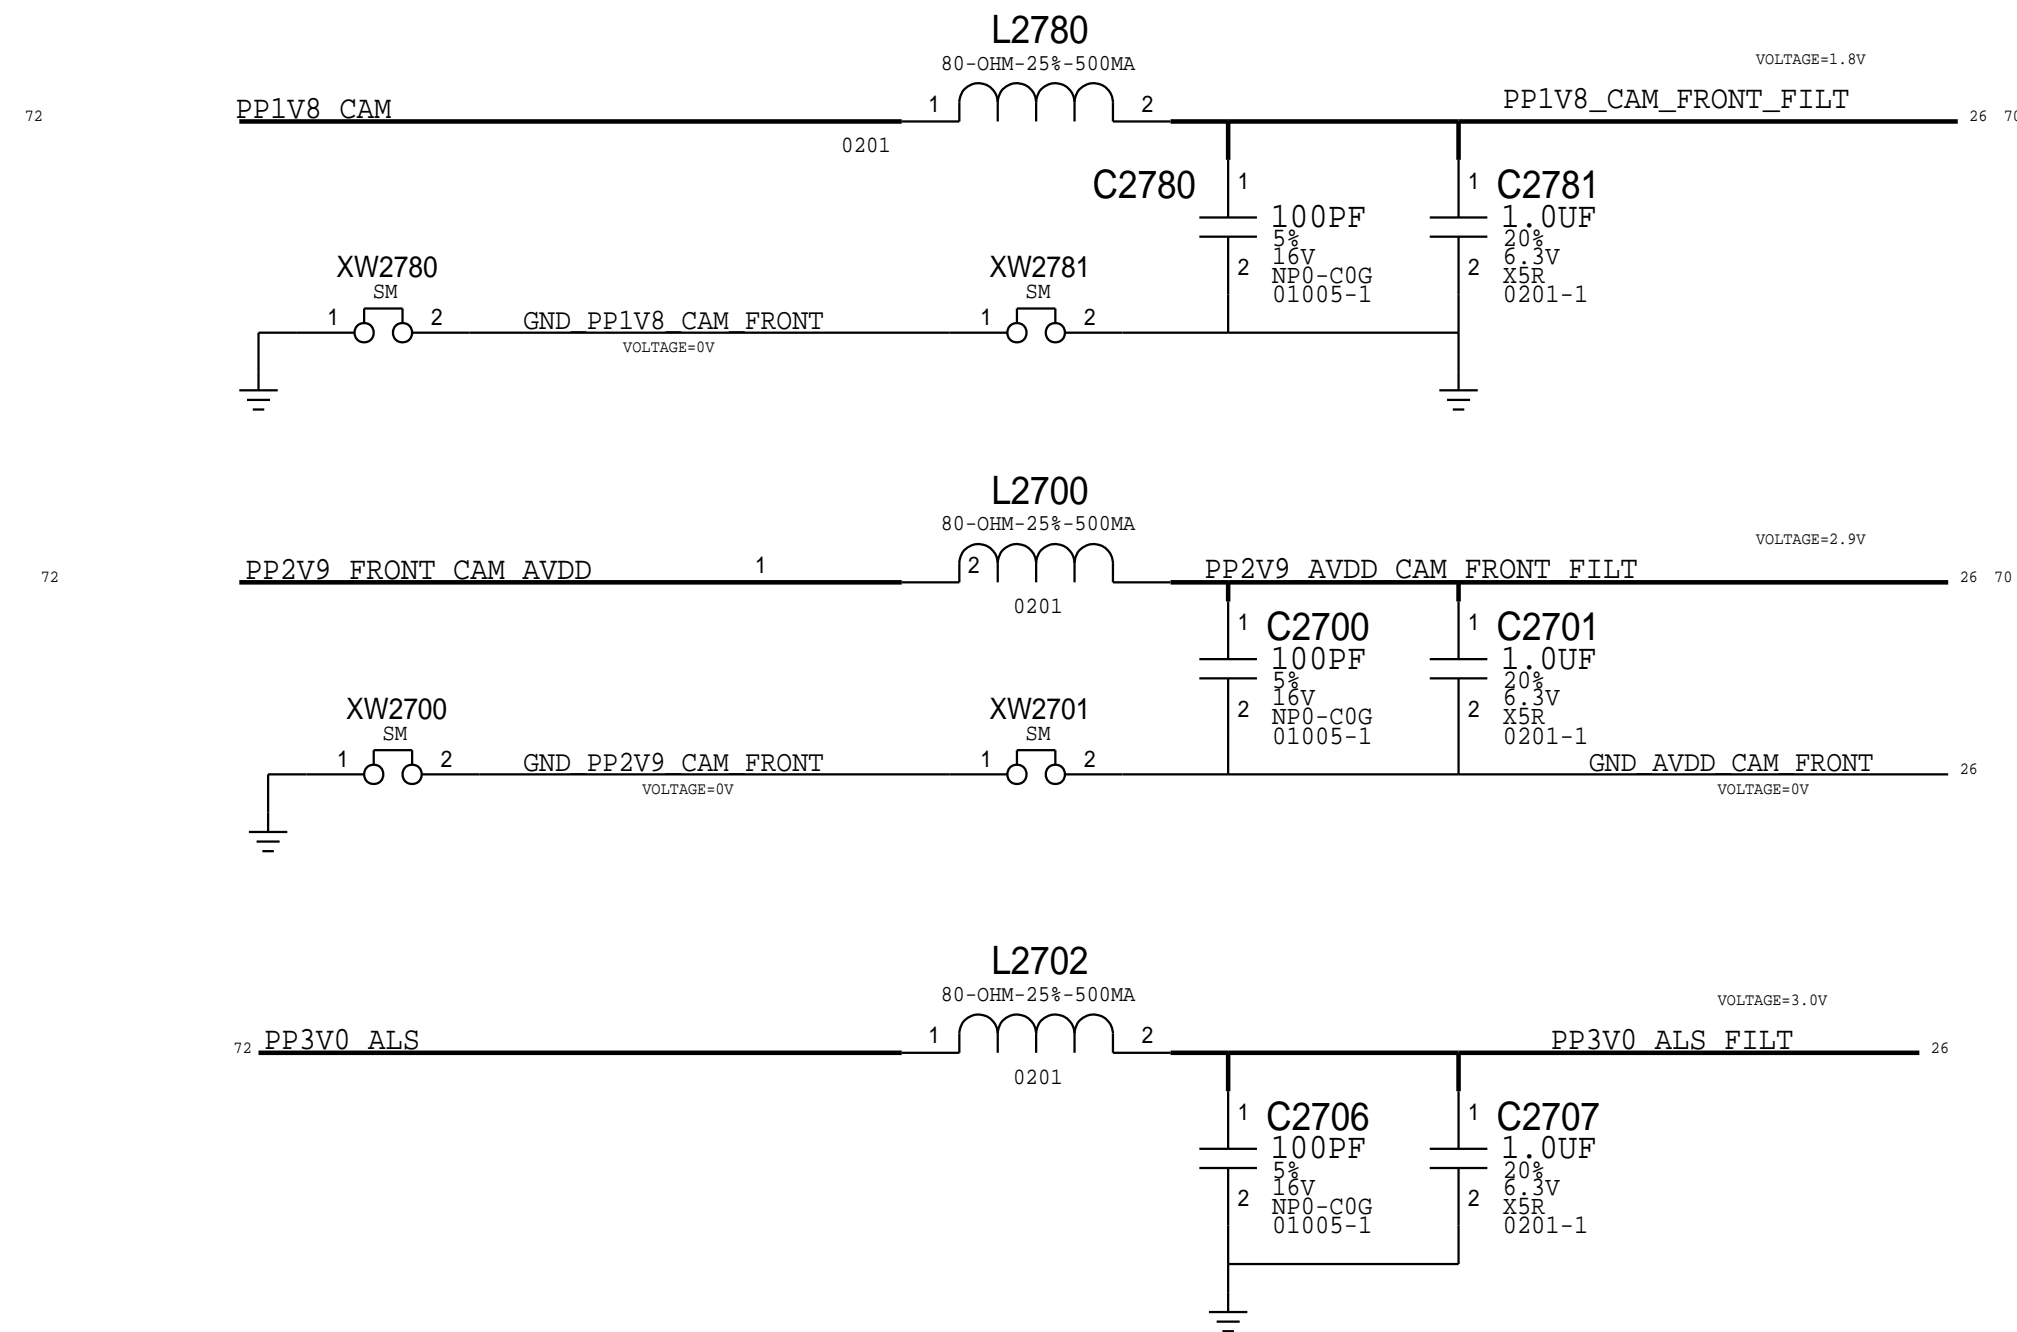 L2780
80-OHM-25%-500MA
VOLTAGE=1.8V
72
PP1V8_CAM
1
2
PP1V8_CAM_FRONT_FILT
26 70
0201
C2780
1
100PF
5%
16V
NP0-C0G
01005-1
2
1
C2781
1.0UF
20%
6.3V
X5R
0201-1
2
XW2780
SM
1
2
GND_PP1V8_CAM_FRONT
VOLTAGE=0V
XW2781
SM
1
2
L2700
80-OHM-25%-500MA
VOLTAGE=2.9V
72
PP2V9_FRONT_CAM_AVDD
1
2
PP2V9_AVDD_CAM_FRONT_FILT
26 70
0201
1
C2700
100PF
5%
16V
NP0-C0G
01005-1
2
1
C2701
1.0UF
20%
6.3V
X5R
0201-1
2
XW2700
SM
1
2
GND_PP2V9_CAM_FRONT
VOLTAGE=0V
XW2701
SM
1
2
GND_AVDD_CAM_FRONT
VOLTAGE=0V
26
L2702
80-OHM-25%-500MA
VOLTAGE=3.0V
72
PP3V0_ALS
1
2
PP3V0_ALS_FILT
26
0201
1
C2706
100PF
5%
16V
NP0-C0G
01005-1
2
1
C2707
1.0UF
20%
6.3V
X5R
0201-1
2